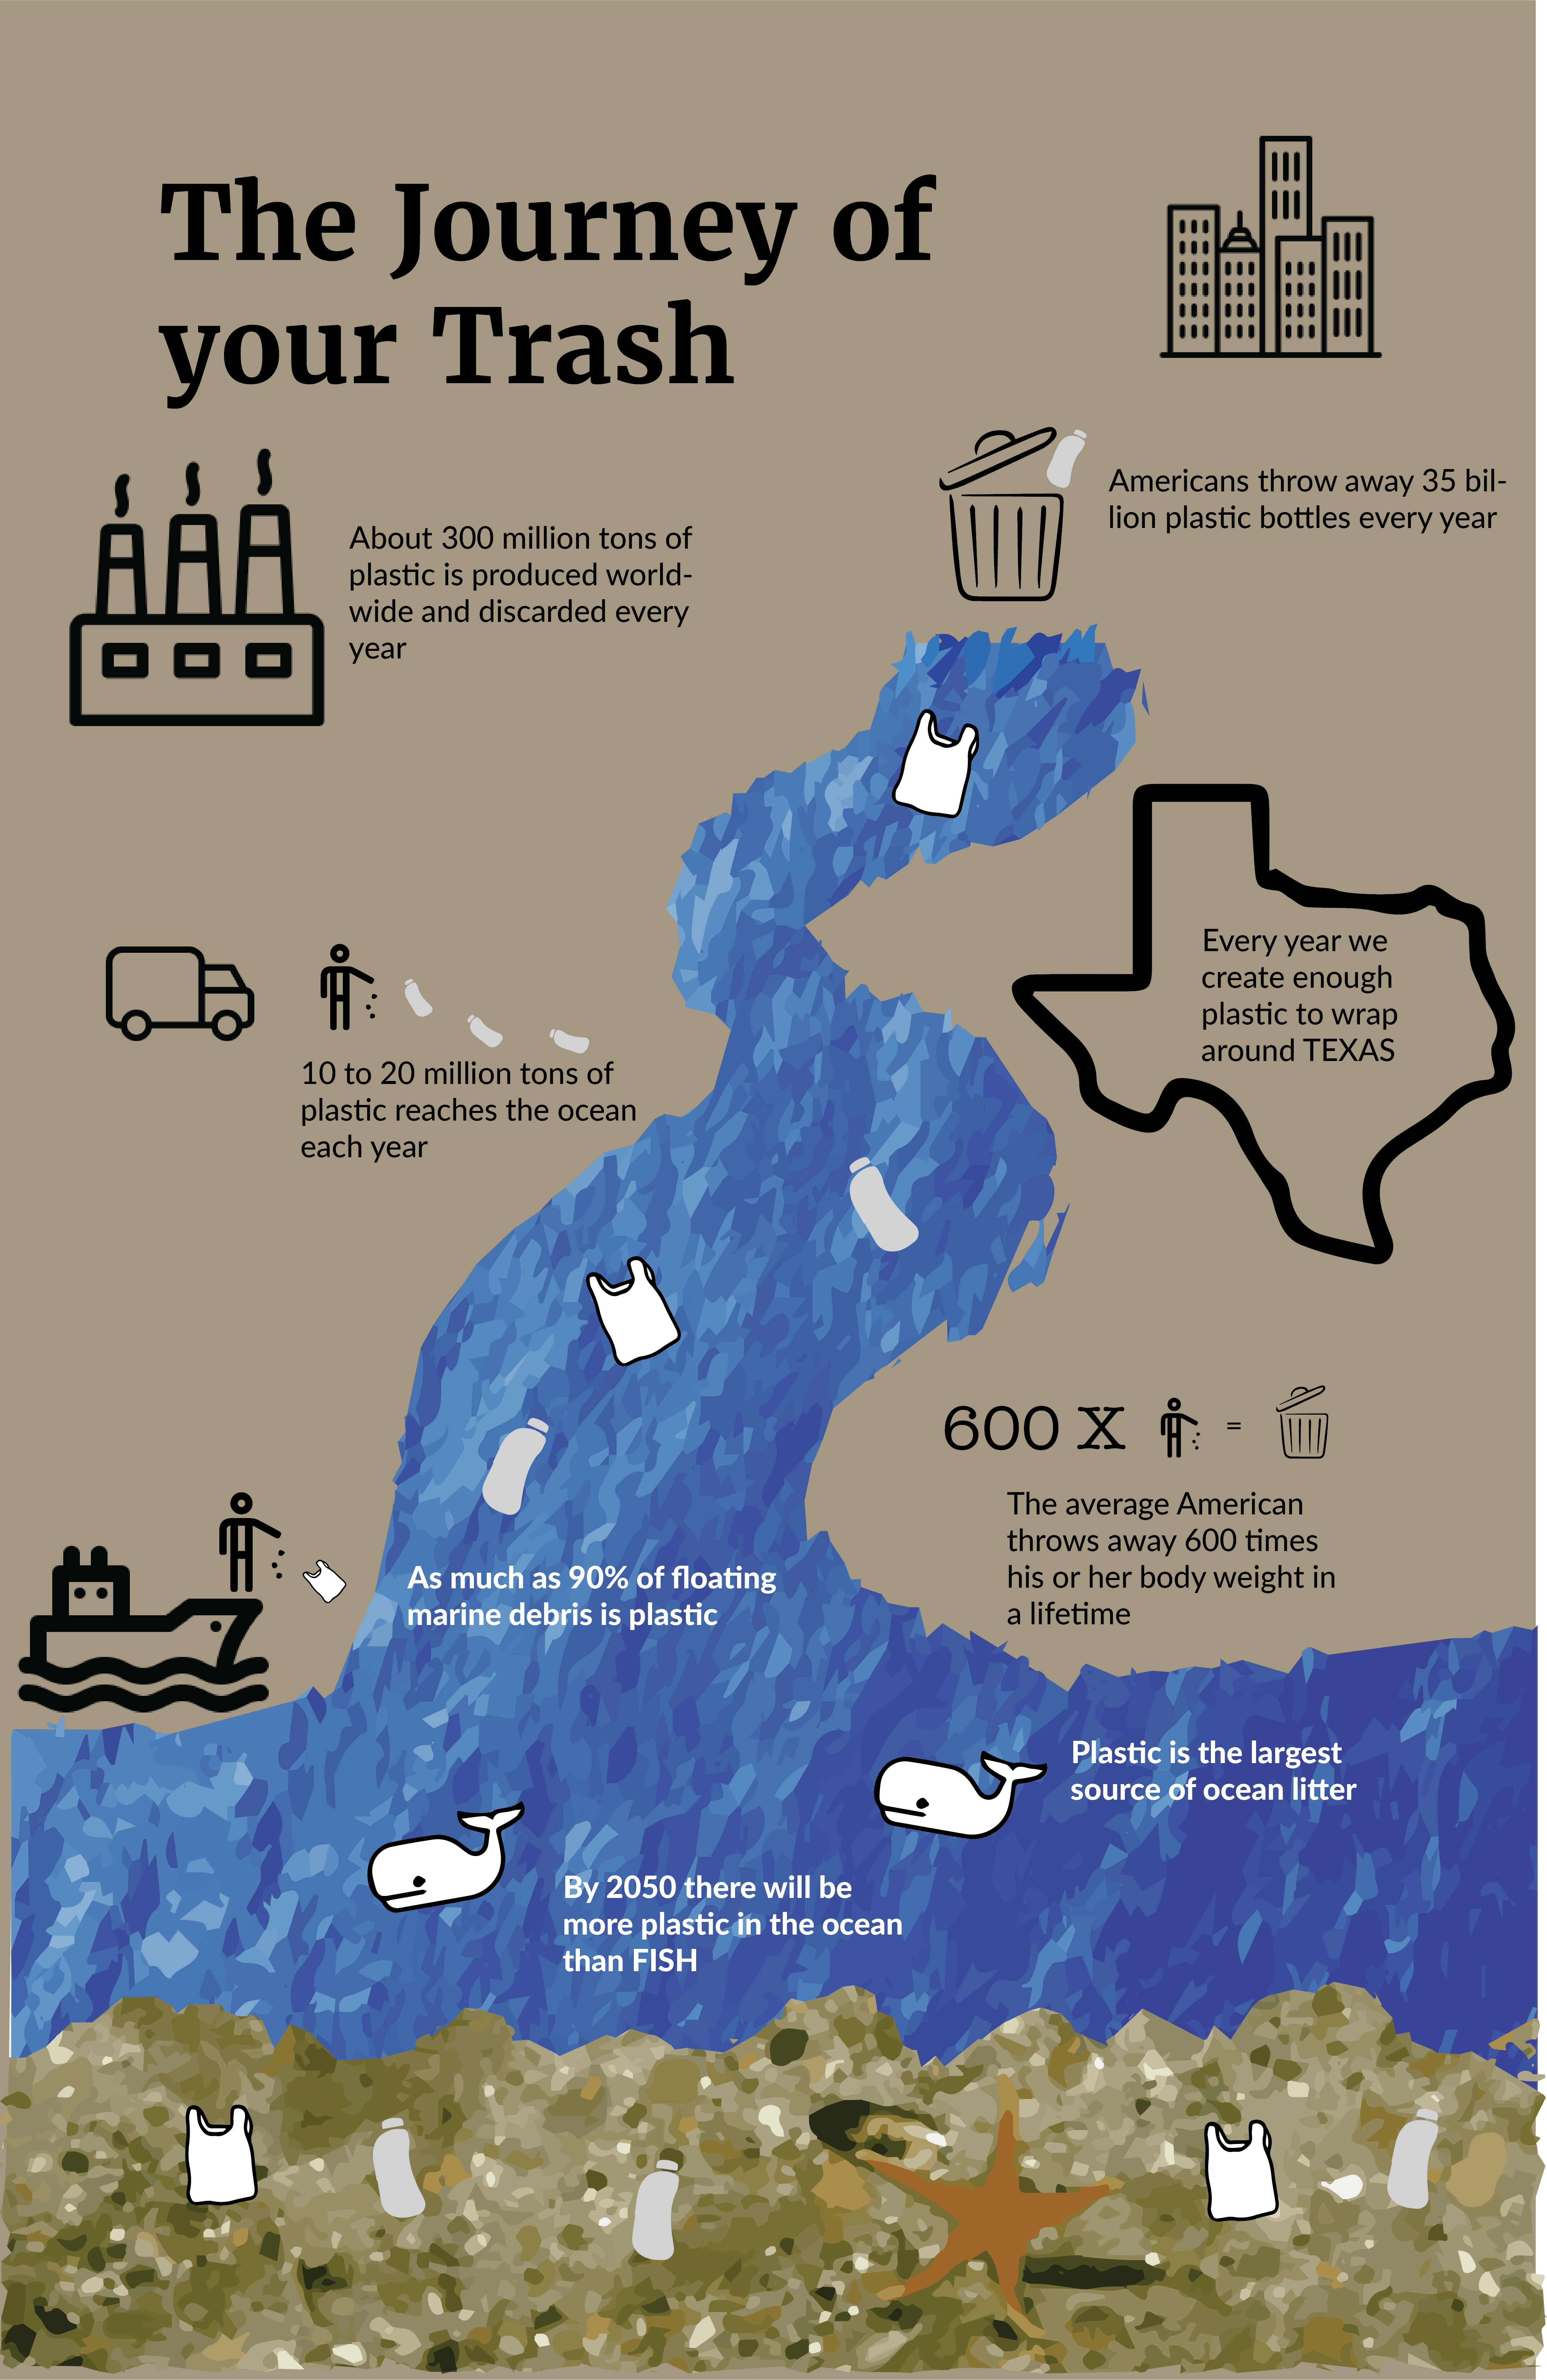 The Journey of
your Trash
Americans throw away 35 bil-
lion plastic bottles every year
About 300 million tons of
plastic is produced world-
wide and discarded every
year
Every year we
create enough
plastic to wrap
around TEXAS
10 to 20 million tons of
plastic reaches the ocean
each year
600 X =
The average American
throws away 600 times
his or her body weight in
a lifetime
As much as 90% of floating
marine debris is plastic
Plastic is the largest
source of ocean litter
By 2050 there will be
more plastic in the ocean
than FISH